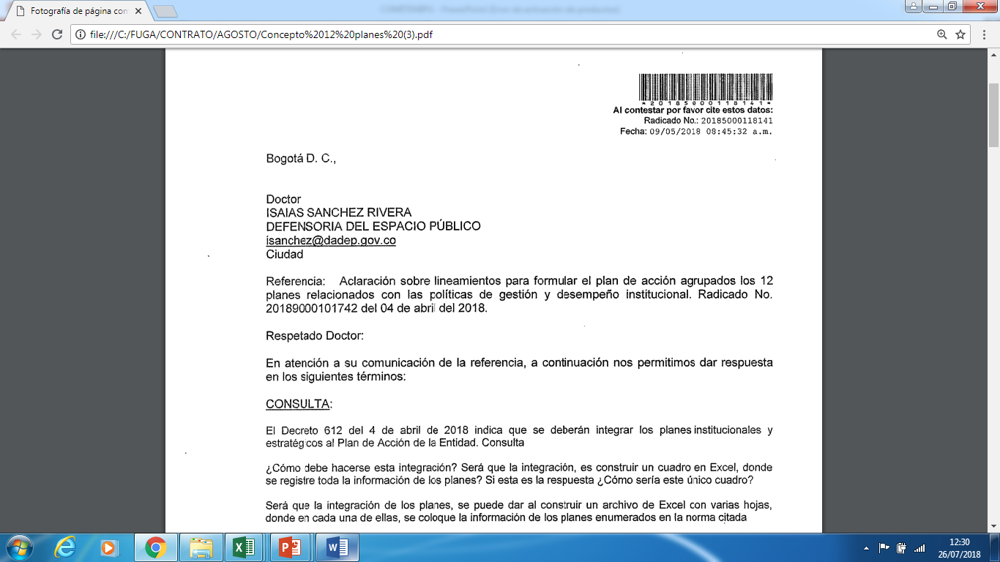 Fotografía de página con
file:///C:/FUGA/CONTRATO/AGOSTO/Concepto%2012%20planes%20(3).pdf
*20185000118141*
Al contestar por favor cite estos datos:
Radicado No.: 20185000118141
Fecha: 09/05/2018 08:45:32 a.m.
Bogotá D. C.,
Doctor
ISAIAS SANCHEZ RIVERA
DEFENSORIA DEL ESPACIO PÚBLICO
isanchez@dadep.gov.co
Ciudad
Referencia: Aclaración sobre lineamientos para formular el plan de acción agrupados los 12
planes relacionados con las políticas de gestión y desempeño institucional. Radicado No.
20189000101742 del 04 de abril del 2018.
Respetado Doctor:
En atención a su comunicación de la referencia, a continuación nos permitimos dar respuesta
en los siguientes términos:
CONSULTA:
El Decreto 612 del 4 de abril de 2018 indica que se deberán integrar los planes institucionales y
estratégicos al Plan de Acción de la Entidad. Consulta
¿Cómo debe hacerse esta integración? Será que la integración, es construir un cuadro en Excel, donde
se registre toda la información de los planes? Si esta es la respuesta ¿Cómo sería este único cuadro?
Será que la integración de los planes, se puede dar al construir un archivo de Excel con varias hojas,
donde en cada una de ellas, se coloque la información de los planes enumerados en la norma citada
12:30
26/07/2018